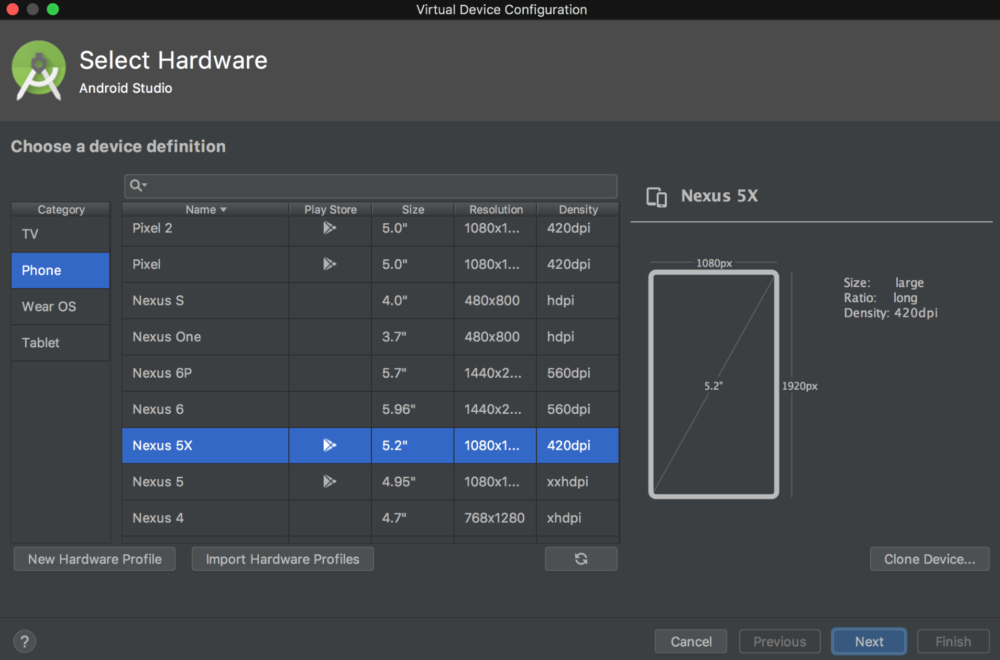 Virtual Device Configuration
Select Hardware
Android Studio
Choose a device definition
Category
TV
Phone
Wear OS
Tablet
Name Play Store Size Resolution Density
Pixel 2 5.0" 1080x1... 420dpi
Pixel 5.0" 1080x1... 420dpi
Nexus S 4.0" 480x800 hdpi
Nexus One 3.7" 480x800 hdpi
Nexus 6P 5.7" 1440x2... 560dpi
Nexus 6 5.96" 1440x2... 560dpi
Nexus 5X 5.2" 1080x1... 420dpi
Nexus 5 4.95" 1080x1... xxhdpi
Nexus 4 4.7" 768x1280 xhdpi
Nexus 5X
1080px
5.2"
1920px
Size: large
Ratio: long
Density: 420dpi
New Hardware Profile Import Hardware Profiles
Clone Device...
? Cancel Previous Next Finish